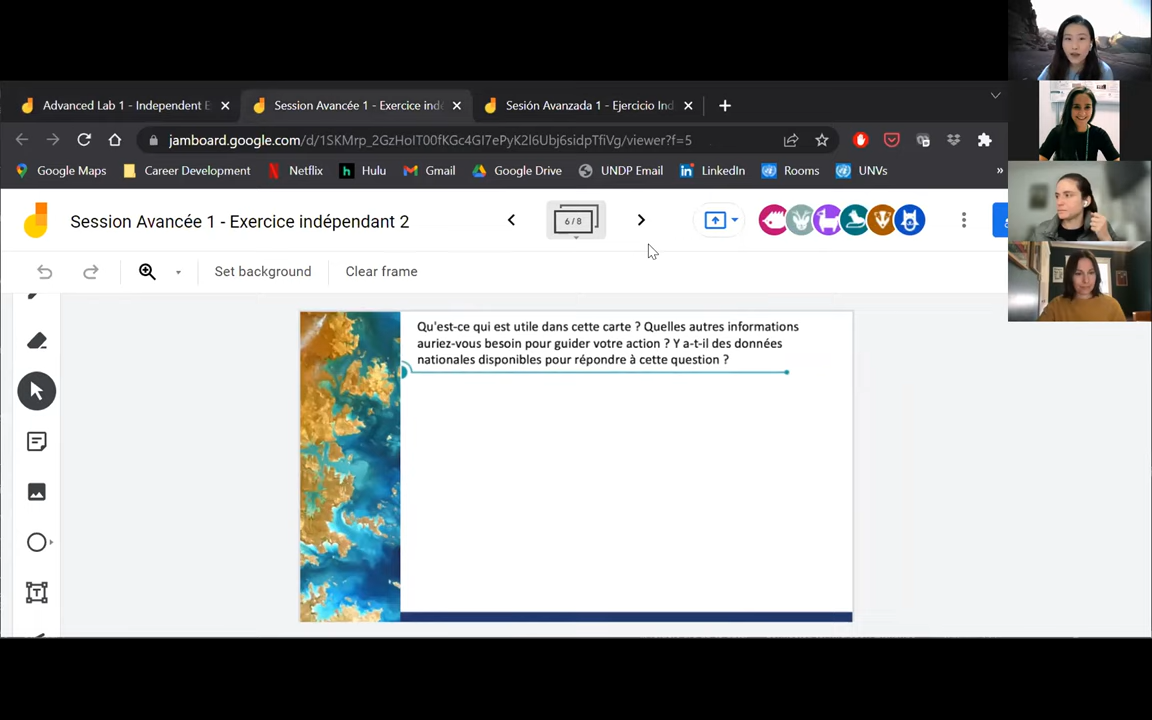 Advanced Lab 1 - Independent E
Session Avancée 1 - Exercice indé
Sesión Avanzada 1 - Ejercicio Ind
jamboard.google.com/d/1SKMrp_2GzHoIT00fKGc4GI7ePyK2I6Ubj6sidpTfiVg/viewer?f=5
Google Maps
Career Development
Netflix
Hulu
Gmail
Google Drive
UNDP Email
LinkedIn
Rooms
UNVs
»
Session Avancée 1 - Exercice indépendant 2
6 / 8
Set background
Clear frame
Qu'est-ce qui est utile dans cette carte ? Quelles autres informations
auriez-vous besoin pour guider votre action ? Y a-t-il des données
nationales disponibles pour répondre à cette question ?